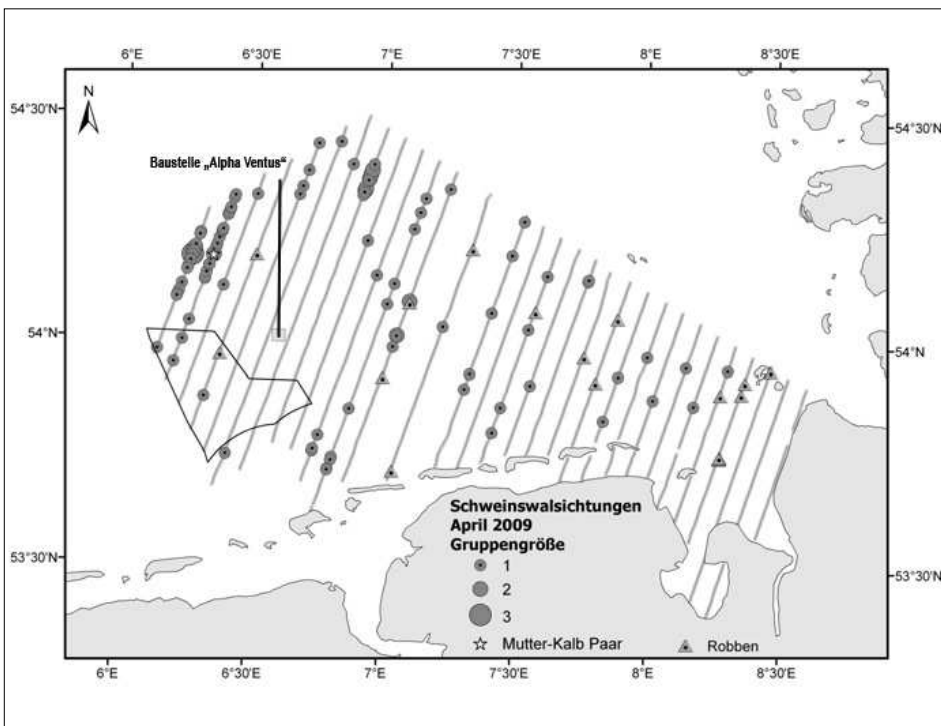 6°E 6°30'E 7°E 7°30'E 8°E 8°30'E
N
54°30'N 54°30'N
Baustelle „Alpha Ventus“
54°N 54°N
Schweinswalsichtungen
April 2009
Gruppengröße
1
2
3
Mutter-Kalb Paar Robben
53°30'N 53°30'N
6°E 6°30'E 7°E 7°30'E 8°E 8°30'E